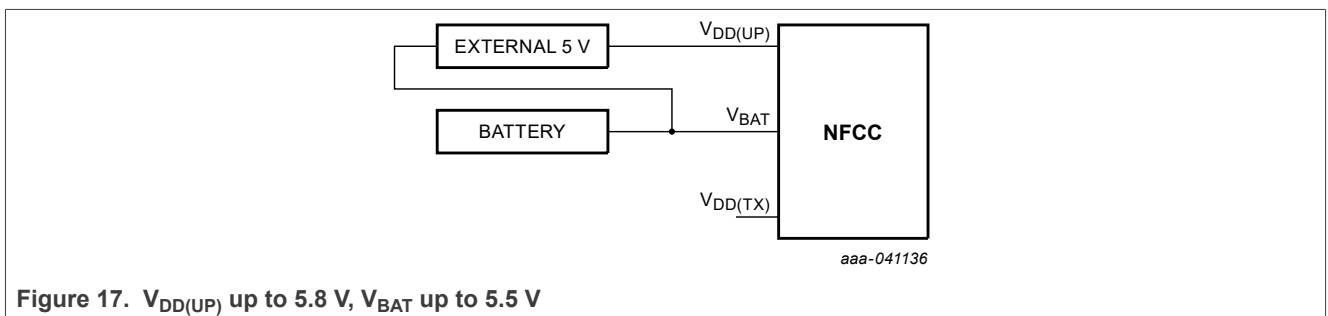 EXTERNAL 5 V
VDD(UP)
BATTERY
VBAT
NFCC
VDD(TX)
aaa-041136
Figure 17. VDD(UP) up to 5.8 V, VBAT up to 5.5 V